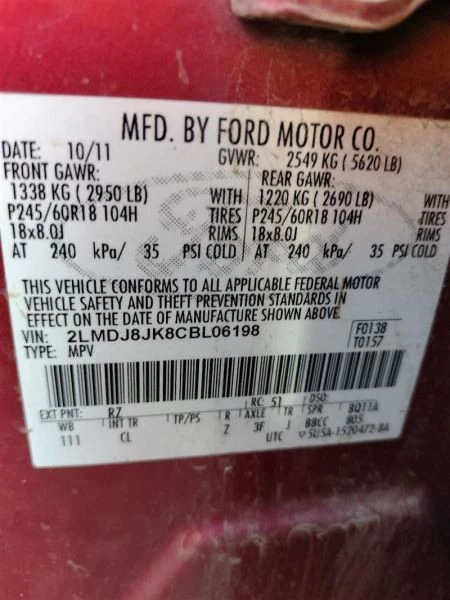 MFD. BY FORD MOTOR CO.
DATE: 10/11 GVWR: 2549 KG ( 5620 LB)
FRONT GAWR: REAR GAWR:
1338 KG ( 2950 LB) WITH 1220 KG ( 2690 LB) WITH
P245/60R18 104H TIRES P245/60R18 104H TIRES
18x8.0J RIMS 18x8.0J RIMS
AT 240 kPa/ 35 PSI COLD AT 240 kPa/ 35 PSI COLD
THIS VEHICLE CONFORMS TO ALL APPLICABLE FEDERAL MOTOR
VEHICLE SAFETY AND THEFT PREVENTION STANDARDS IN
EFFECT ON THE DATE OF MANUFACTURE SHOWN ABOVE.
VIN: 2LMDJ8JK8CBL06198 F0138
TYPE: MPV T0157
EXT PNT: RZ RC: 51 DSO:
WB INT TR TP/PS R AXLE TR SPR BQ11A
111 CL Z 3F J BBCC 805
UTC ▽5U5A-1520472-BA